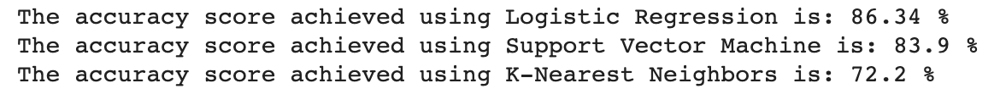 The accuracy score achieved using Logistic Regression is: 86.34 %
The accuracy score achieved using Support Vector Machine is: 83.9 %
The accuracy score achieved using K-Nearest Neighbors is: 72.2 %